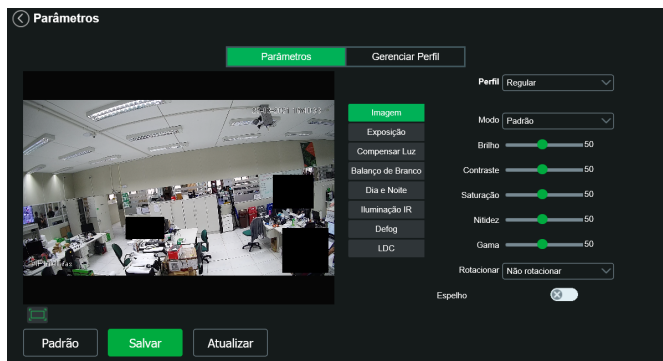 Parâmetros
Parâmetros Gerenciar Perfil
Perfil Regular
Imagem
Exposição
Compensar Luz
Balanço de Branco
Dia e Noite
Iluminação IR
Defog
LDC
Modo Padrão
Brilho 50
Contraste 50
Saturação 50
Nitidez 50
Gama 50
Rotacionar Não rotacionar
Espelho
Padrão Salvar Atualizar